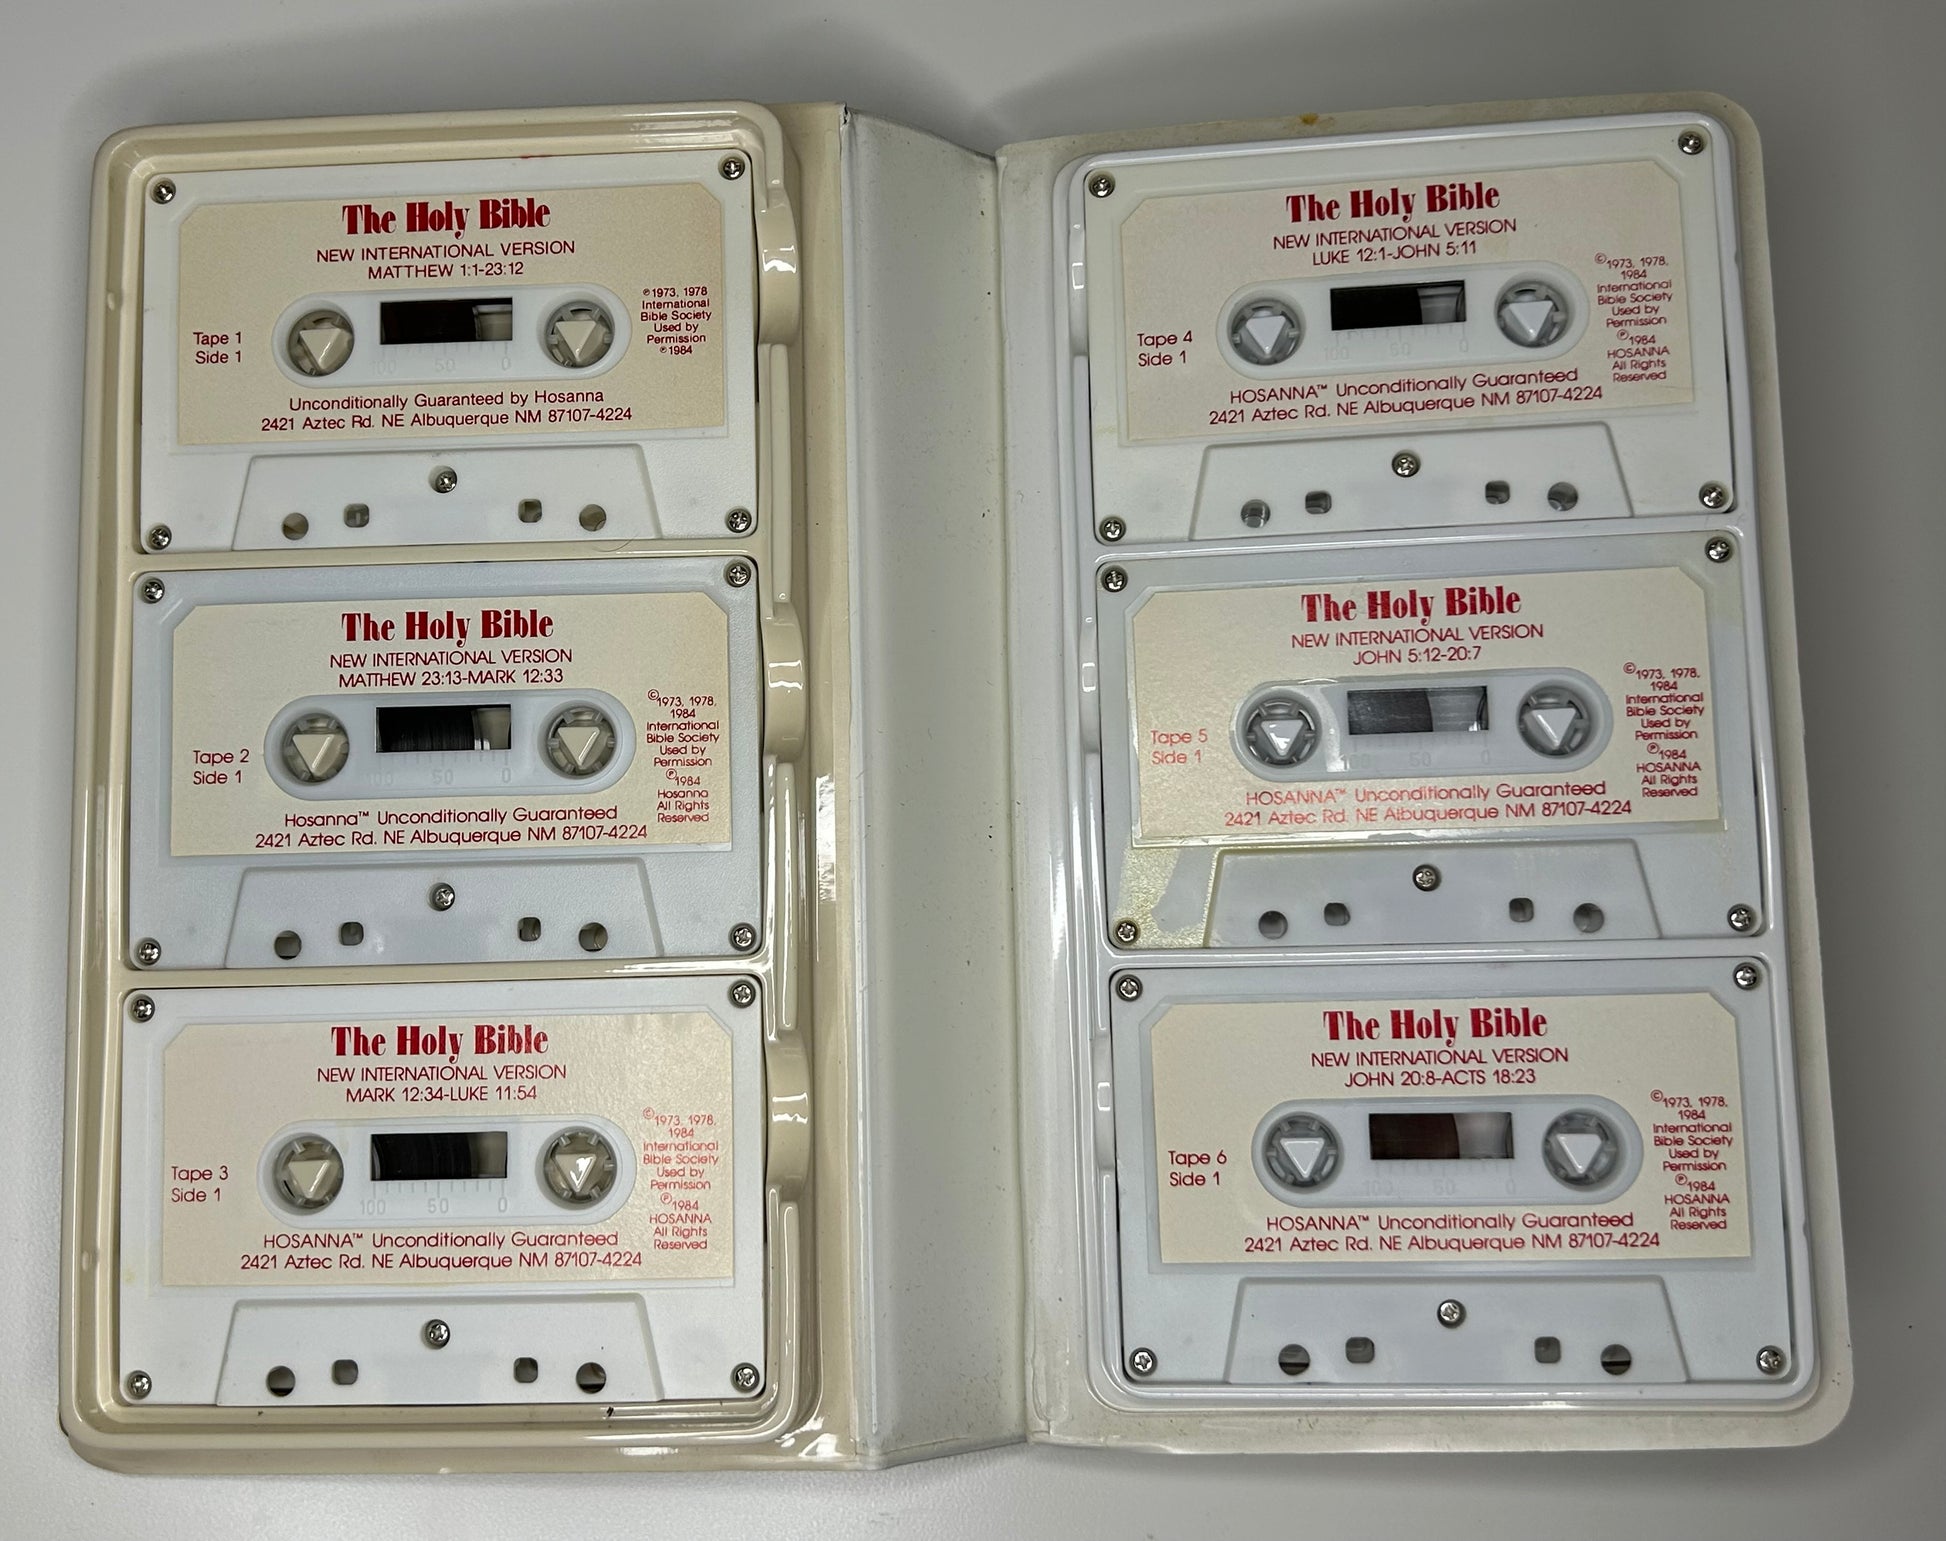 The Holy Bible
NEW INTERNATIONAL VERSION
MATTHEW 1:1-23:12
Tape 1
Side 1
100 50 0
℗1973, 1978
International
Bible Society
Used by
Permission
℗1984
Unconditionally Guaranteed by Hosanna
2421 Aztec Rd. NE Albuquerque NM 87107-4224
The Holy Bible
NEW INTERNATIONAL VERSION
MATTHEW 23:13-MARK 12:33
Tape 2
Side 1
100 50 0
©1973, 1978,
1984
International
Bible Society
Used by
Permission
℗1984
Hosanna
All Rights
Reserved
Hosanna™ Unconditionally Guaranteed
2421 Aztec Rd. NE Albuquerque NM 87107-4224
The Holy Bible
NEW INTERNATIONAL VERSION
MARK 12:34-LUKE 11:54
Tape 3
Side 1
100 50 0
©1973, 1978,
1984
International
Bible Society
Used by
Permission
℗1984
HOSANNA
All Rights
Reserved
HOSANNA™ Unconditionally Guaranteed
2421 Aztec Rd. NE Albuquerque NM 87107-4224
The Holy Bible
NEW INTERNATIONAL VERSION
LUKE 12:1-JOHN 5:11
Tape 4
Side 1
100 50 0
©1973, 1978,
1984
International
Bible Society
Used by
Permission
℗1984
HOSANNA
All Rights
Reserved
HOSANNA™ Unconditionally Guaranteed
2421 Aztec Rd. NE Albuquerque NM 87107-4224
The Holy Bible
NEW INTERNATIONAL VERSION
JOHN 5:12-20:7
Tape 5
Side 1
100 50 0
©1973, 1978,
1984
International
Bible Society
Used by
Permission
℗1984
HOSANNA
All Rights
Reserved
HOSANNA™ Unconditionally Guaranteed
2421 Aztec Rd. NE Albuquerque NM 87107-4224
The Holy Bible
NEW INTERNATIONAL VERSION
JOHN 20:8-ACTS 18:23
Tape 6
Side 1
100 50 0
©1973, 1978,
1984
International
Bible Society
Used by
Permission
℗1984
HOSANNA
All Rights
Reserved
HOSANNA™ Unconditionally Guaranteed
2421 Aztec Rd. NE Albuquerque NM 87107-4224